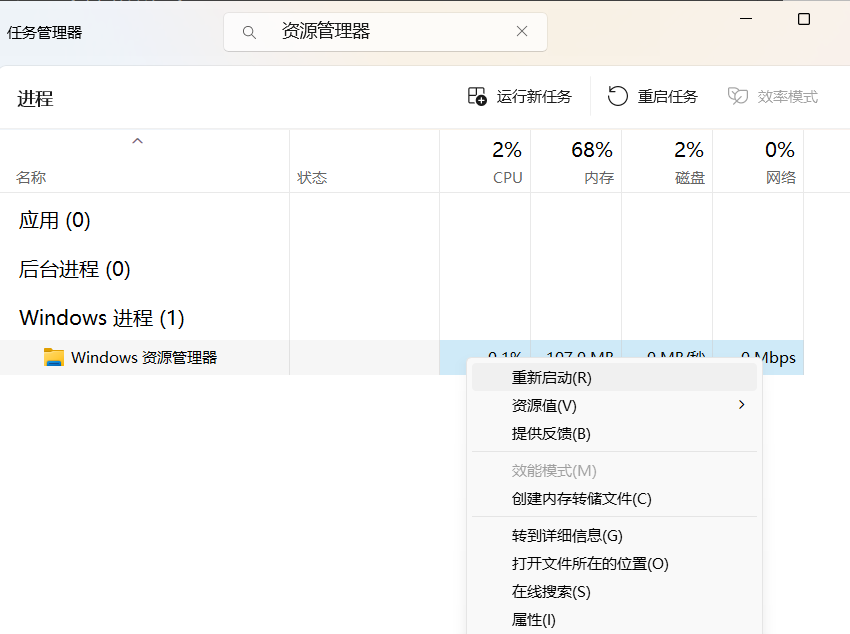 任务管理器
资源管理器
进程
运行新任务
重启任务
效率模式
2% 68% 2% 0%
名称 状态 CPU 内存 磁盘 网络
应用 (0)
后台进程 (0)
Windows 进程 (1)
Windows 资源管理器 0.1% 107.0 MB 0 MB/秒 0 Mbps
重新启动(R)
资源值(V)
提供反馈(B)
效能模式(M)
创建内存转储文件(C)
转到详细信息(G)
打开文件所在的位置(O)
在线搜索(S)
属性(I)